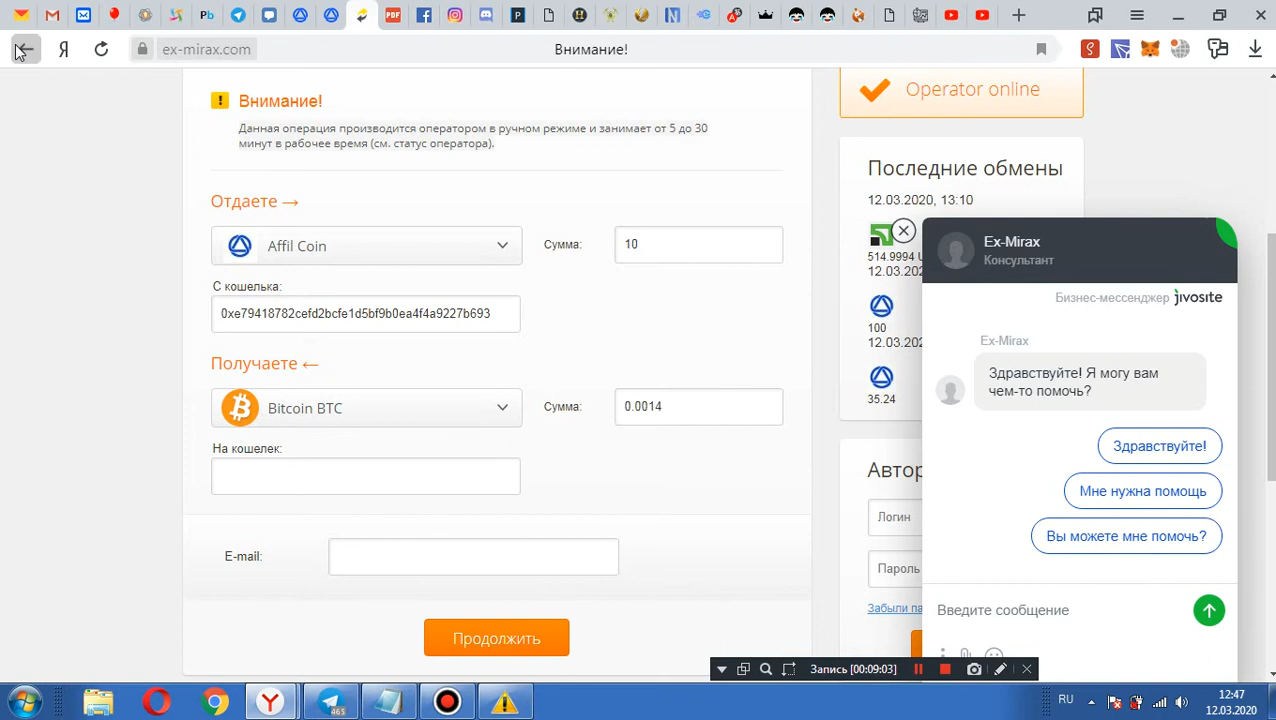 Pb
PDF
P
N
Я
ex-mirax.com
Внимание!
Внимание!
Данная операция производится оператором в ручном режиме и занимает от 5 до 30
минут в рабочее время (см. статус оператора).
Отдаете →
Affil Coin
Сумма:
10
С кошелька:
0xe79418782cefd2bcfe1d5bf9b0ea4f4a9227b693
Получаете ←
Bitcoin BTC
Сумма:
0.0014
На кошелек:
E-mail:
Продолжить
Operator online
Последние обмены
12.03.2020, 13:10
514.9994 U
12.03.202
100
12.03.202
35.24
Автор
Логин
Пароль
Забыли па
Ex-Mirax
Консультант
Бизнес-мессенджер jivosite
Ex-Mirax
Здравствуйте! Я могу вам
чем-то помочь?
Здравствуйте!
Мне нужна помощь
Вы можете мне помочь?
Введите сообщение
Запись [00:09:03]
465
RU
12:47
12.03.2020